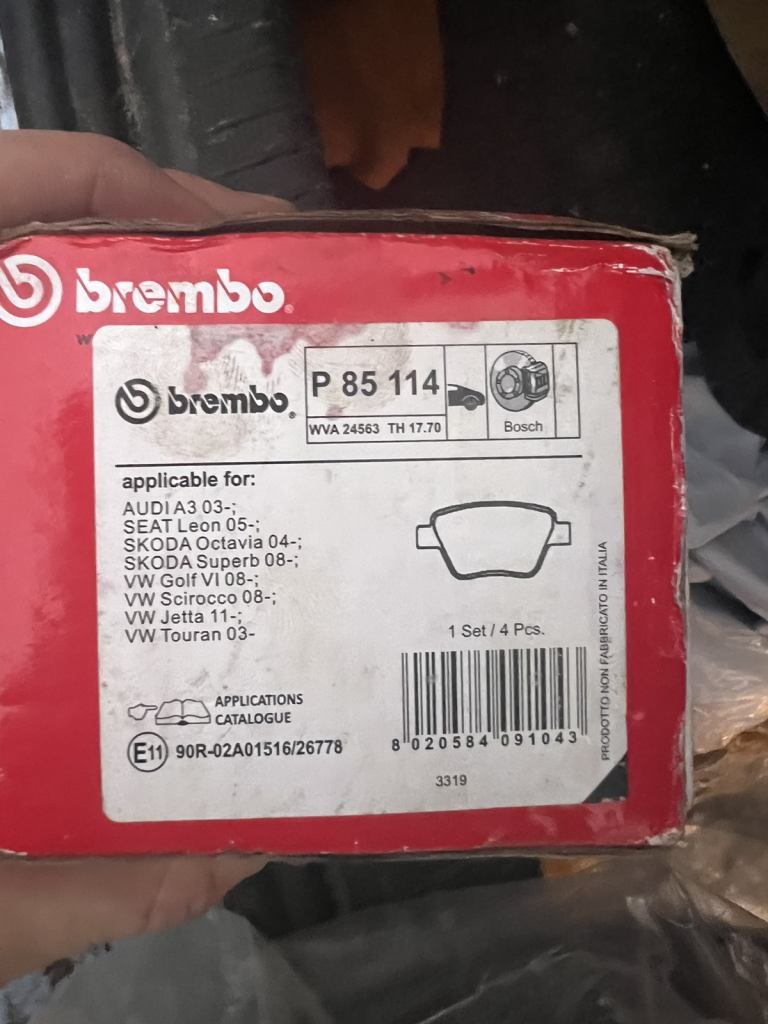 brembo
brembo
P 85 114
WVA 24563 TH 17.70
Bosch
applicable for:
AUDI A3 03-;
SEAT Leon 05-;
SKODA Octavia 04-;
SKODA Superb 08-;
VW Golf VI 08-;
VW Scirocco 08-;
VW Jetta 11-;
VW Touran 03-
1 Set / 4 Pcs.
PRODOTTO NON FABBRICATO IN ITALIA
APPLICATIONS
CATALOGUE
E11 90R-02A01516/26778
8 020584 091043
3319